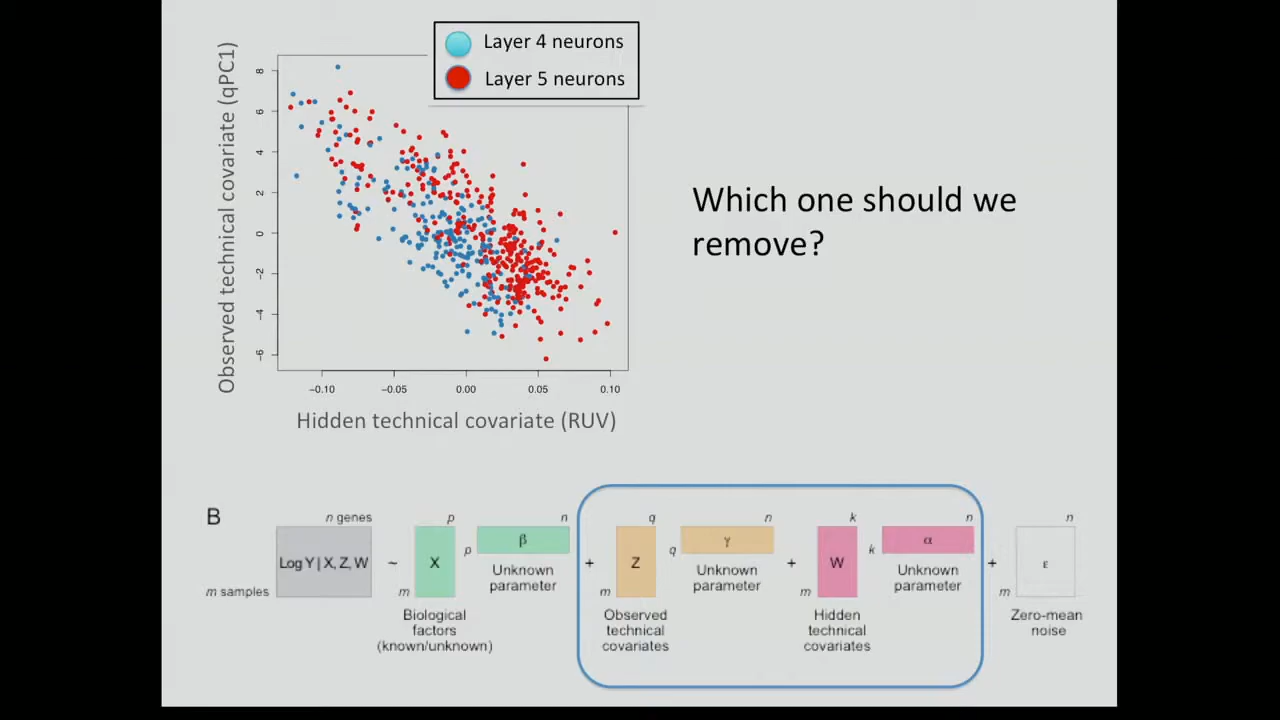 Layer 4 neurons
Layer 5 neurons
Observed technical covariate (qPC1)
8
6
4
2
0
−2
−4
−6
−0.10 −0.05 0.00 0.05 0.10
Hidden technical covariate (RUV)
Which one should we
remove?
B
n genes p n q n k n n
Log Y | X, Z, W ~ X p β + Z q γ + W k α + ε
m samples m m m m
Unknown
parameter
Unknown
parameter
Unknown
parameter
Biological
factors
(known/unknown)
Observed
technical
covariates
Hidden
technical
covariates
Zero-mean
noise